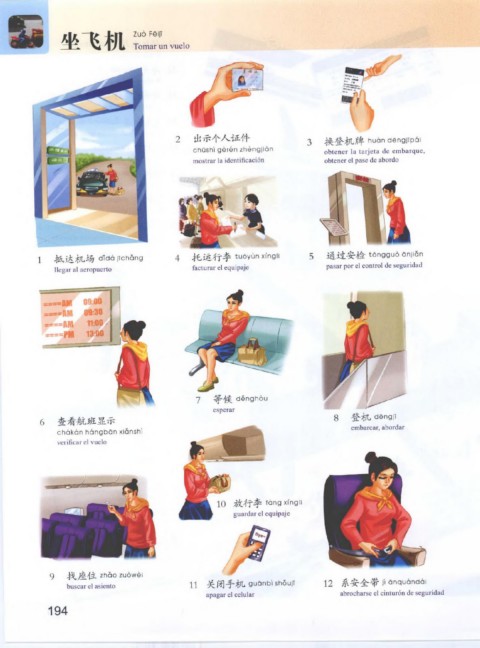 坐飞机 Zuò Fēijī
Tomar un vuelo
2 出示个人证件
chūshì gèrén zhèngjiàn
mostrar la identificación
3 换登机牌 huàn dēngjīpái
obtener la tarjeta de embarque,
obtener el pase de abordo
1 抵达机场 dǐdá jīchǎng
llegar al aeropuerto
4 托运行李 tuōyùn xíngli
facturar el equipaje
5 通过安检 tōngguò ānjiǎn
pasar por el control de seguridad
AM 09:00
AM 09:30
AM 11:00
PM 13:00
6 查看航班显示
chákàn hángbān xiǎnshì
verificar el vuelo
7 等候 děnghòu
esperar
8 登机 dēngjī
embarcar, abordar
9 找座位 zhǎo zuòwèi
buscar el asiento
10 放行李 fàng xíngli
guardar el equipaje
11 关闭手机 guānbì shǒujī
apagar el celular
12 系安全带 jì ānquándài
abrocharse el cinturón de seguridad
194